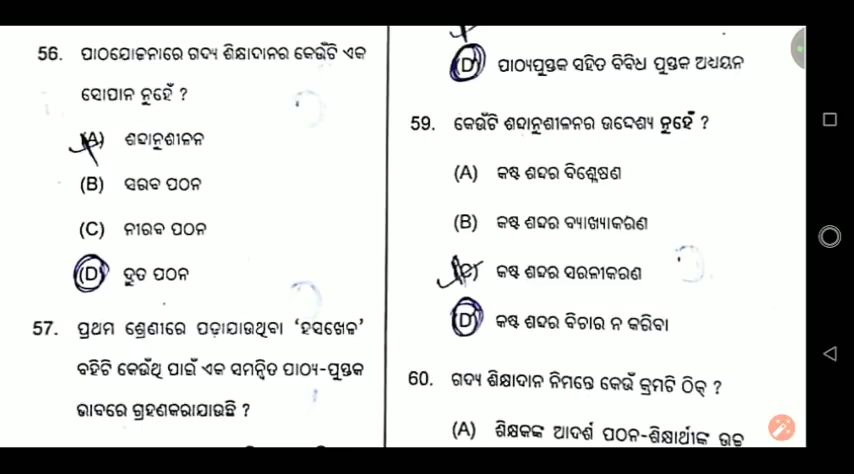 56. ପାଠଯୋଜନାରେ ଗଦ୍ୟ ଶିକ୍ଷାଦାନର କେଉଁଟି ଏକ
ସୋପାନ ନୁହେଁ ?
(A) ଶବ୍ଦାନୁଶୀଳନ
(B) ସରବ ପଠନ
(C) ନୀରବ ପଠନ
(D) ଦ୍ରୁତ ପଠନ
57. ପ୍ରଥମ ଶ୍ରେଣୀରେ ପଢ଼ାଯାଉଥିବା ‘ହସଖେଳ’
ବହିଟି କେଉଁଥି ପାଇଁ ଏକ ସମନ୍ୱିତ ପାଠ୍ୟ-ପୁସ୍ତକ
ଭାବରେ ଗ୍ରହଣକରାଯାଉଛି ?
(D) ପାଠ୍ୟପୁସ୍ତକ ସହିତ ବିବିଧ ପୁସ୍ତକ ଅଧ୍ୟୟନ
59. କେଉଁଟି ଶବ୍ଦାନୁଶୀଳନର ଉଦ୍ଦେଶ୍ୟ ନୁହେଁ ?
(A) କଷ୍ଟ ଶବ୍ଦର ବିଶ୍ଳେଷଣ
(B) କଷ୍ଟ ଶବ୍ଦର ବ୍ୟାଖ୍ୟାକରଣ
(C) କଷ୍ଟ ଶବ୍ଦର ସରଳୀକରଣ
(D) କଷ୍ଟ ଶବ୍ଦର ବିଚାର ନ କରିବା
60. ଗଦ୍ୟ ଶିକ୍ଷାଦାନ ନିମନ୍ତେ କେଉଁ କ୍ରମଟି ଠିକ୍ ?
(A) ଶିକ୍ଷକଙ୍କ ଆଦର୍ଶ ପଠନ-ଶିକ୍ଷାର୍ଥୀଙ୍କ ଉଚ୍ଚ